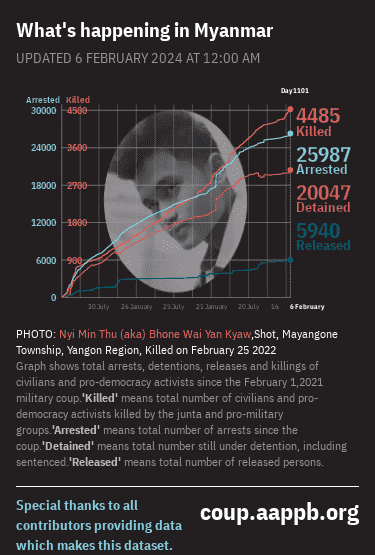 What's happening in Myanmar
UPDATED 6 FEBRUARY 2024 AT 12:00 AM
Day1101
Arrested Killed
30000 4500
24000 3600
18000 2700
12000 1800
6000 900
0
4485
Killed
25987
Arrested
20047
Detained
5940
Released
30 July 26 January 25 July 21 January 20 July 16 6 February
PHOTO: Nyi Min Thu (aka) Bhone Wai Yan Kyaw,Shot, Mayangone
Township, Yangon Region, Killed on February 25 2022
Graph shows total arrests, detentions, releases and killings of
civilians and pro-democracy activists since the February 1,2021
military coup.'Killed' means total number of civilians and pro-
democracy activists killed by the junta and pro-military
groups.'Arrested' means total number of arrests since the
coup.'Detained' means total number still under detention, including
sentenced.'Released' means total number of released persons.
Special thanks to all
contributors providing data
which makes this dataset.
coup.aappb.org